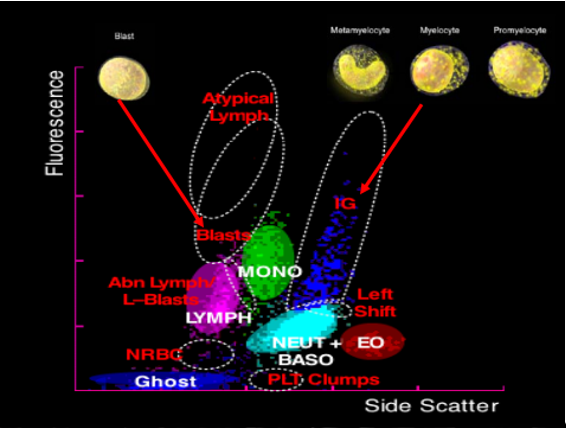 Blast
Metamyelocyte
Myelocyte
Promyelocyte
Fluorescence
Atypical
Lymph
IG
Blasts
MONO
Abn Lymph/
L-Blasts
LYMPH
Left
Shift
NEUT +
BASO
EO
NRBC
Ghost
PLT Clumps
Side Scatter